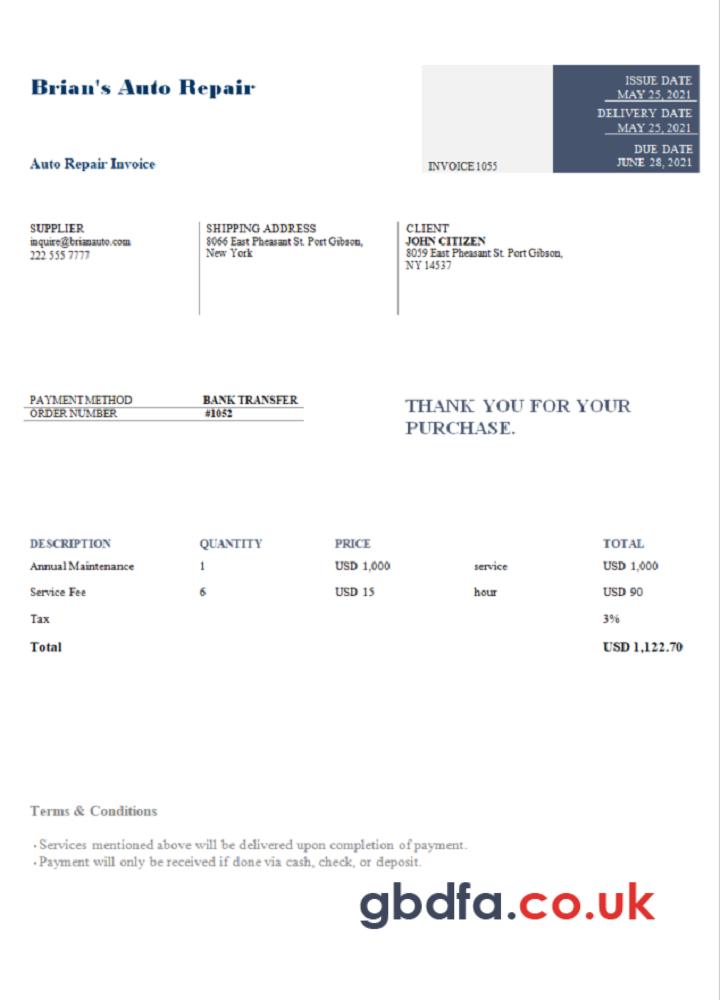 Brian's Auto Repair
ISSUE DATE
MAY 25, 2021
DELIVERY DATE
MAY 25, 2021
DUE DATE
JUNE 28, 2021
Auto Repair Invoice
INVOICE1055
SUPPLIER
inquire@brianauto.com
222 555 7777
SHIPPING ADDRESS
8066 East Pheasant St. Port Gibson,
New York
CLIENT
JOHN CITIZEN
8059 East Pheasant St. Port Gibson,
NY 14537
PAYMENT METHOD BANK TRANSFER
ORDER NUMBER #1052
THANK YOU FOR YOUR
PURCHASE.
DESCRIPTION QUANTITY PRICE TOTAL
Annual Maintenance 1 USD 1,000 service USD 1,000
Service Fee 6 USD 15 hour USD 90
Tax 3%
Total USD 1,122.70
Terms & Conditions
• Services mentioned above will be delivered upon completion of payment.
• Payment will only be received if done via cash, check, or deposit.
gbdfa.co.uk